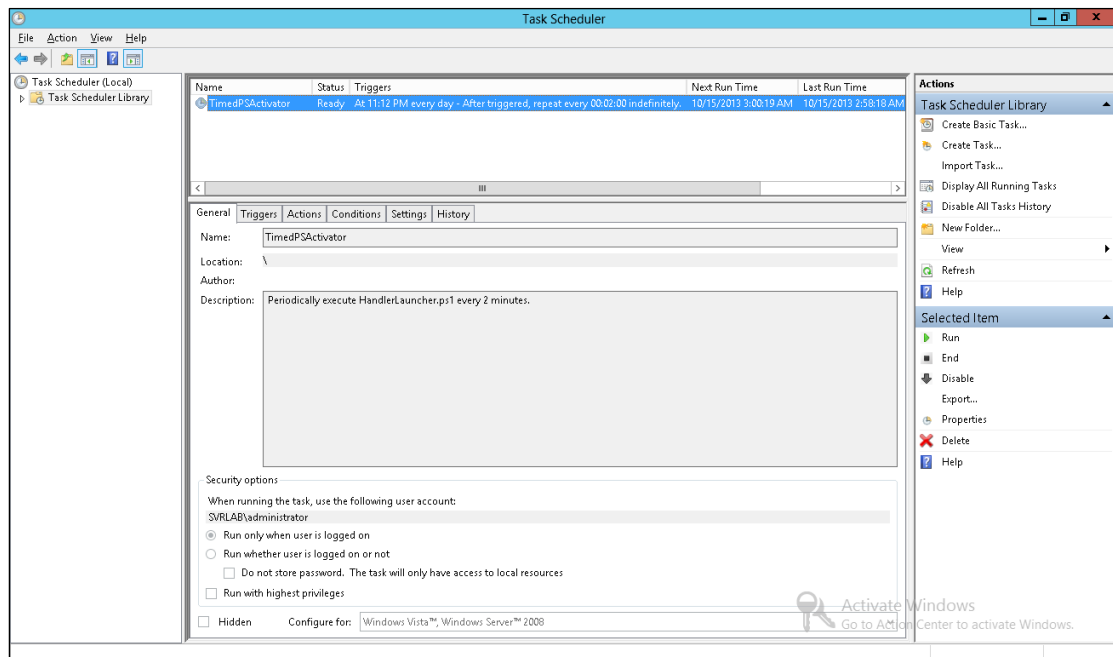 Task Scheduler
File Action View Help
Task Scheduler (Local)
Task Scheduler Library
Name Status Triggers Next Run Time Last Run Time
TimedPSActivator Ready At 11:12 PM every day - After triggered, repeat every 00:02:00 indefinitely. 10/15/2013 3:00:19 AM 10/15/2013 2:58:18 AM
General Triggers Actions Conditions Settings History
Name: TimedPSActivator
Location: \
Author:
Description: Periodically execute HandlerLauncher.ps1 every 2 minutes.
Security options
When running the task, use the following user account:
SVRLAB\administrator
Run only when user is logged on
Run whether user is logged on or not
Do not store password. The task will only have access to local resources
Run with highest privileges
Hidden Configure for: Windows Vista™, Windows Server™ 2008
Actions
Task Scheduler Library
Create Basic Task...
Create Task...
Import Task...
Display All Running Tasks
Disable All Tasks History
New Folder...
View
Refresh
Help
Selected Item
Run
End
Disable
Export...
Properties
Delete
Help
Activate Windows
Go to Action Center to activate Windows.